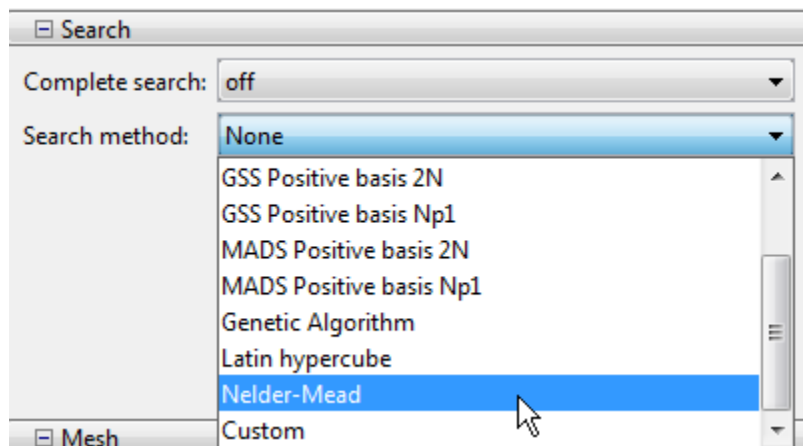 Search
Complete search: off
Search method: None
GSS Positive basis 2N
GSS Positive basis Np1
MADS Positive basis 2N
MADS Positive basis Np1
Genetic Algorithm
Latin hypercube
Nelder-Mead
Custom
Mesh